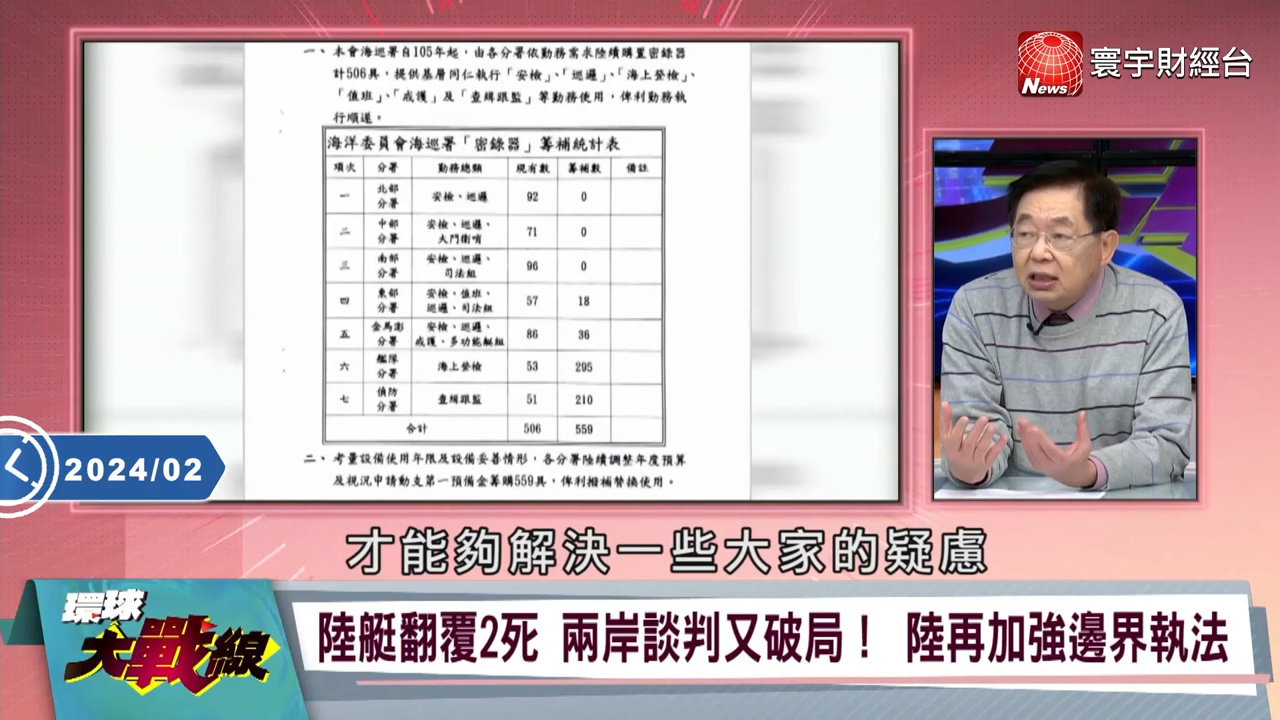 一、本會海巡署自105年起，由各分署依勤務需求陸續購置密錄器
計506具，提供基層同仁執行「安檢」、「巡邏」、「海上登檢」、
「值班」、「戒護」及「查緝跟監」等勤務使用，俾利勤務執
行順遂。
海洋委員會海巡署「密錄器」籌補統計表
項次 分署 勤務總類 現有數 籌補數 備註
一 北部分署 安檢、巡邏 92 0
二 中部分署 安檢、巡邏、大門衛哨 71 0
三 南部分署 安檢、巡邏、司法組 96 0
四 東部分署 安檢、值班、巡邏、司法組 57 18
五 金馬澎分署 安檢、巡邏、戒護、多功能艇組 86 36
六 艦隊分署 海上登檢 53 295
七 偵防分署 查緝跟監 51 210
合計 506 559
二、考量設備使用年限及設備妥善情形，各分署陸續調整年度預算
及視況申請動支第一預備金籌購559具，俾利撥補替換使用。
News 寰宇財經台
2024/02
才能夠解決一些大家的疑慮
環球大戰線
陸艇翻覆2死 兩岸談判又破局！ 陸再加強邊界執法